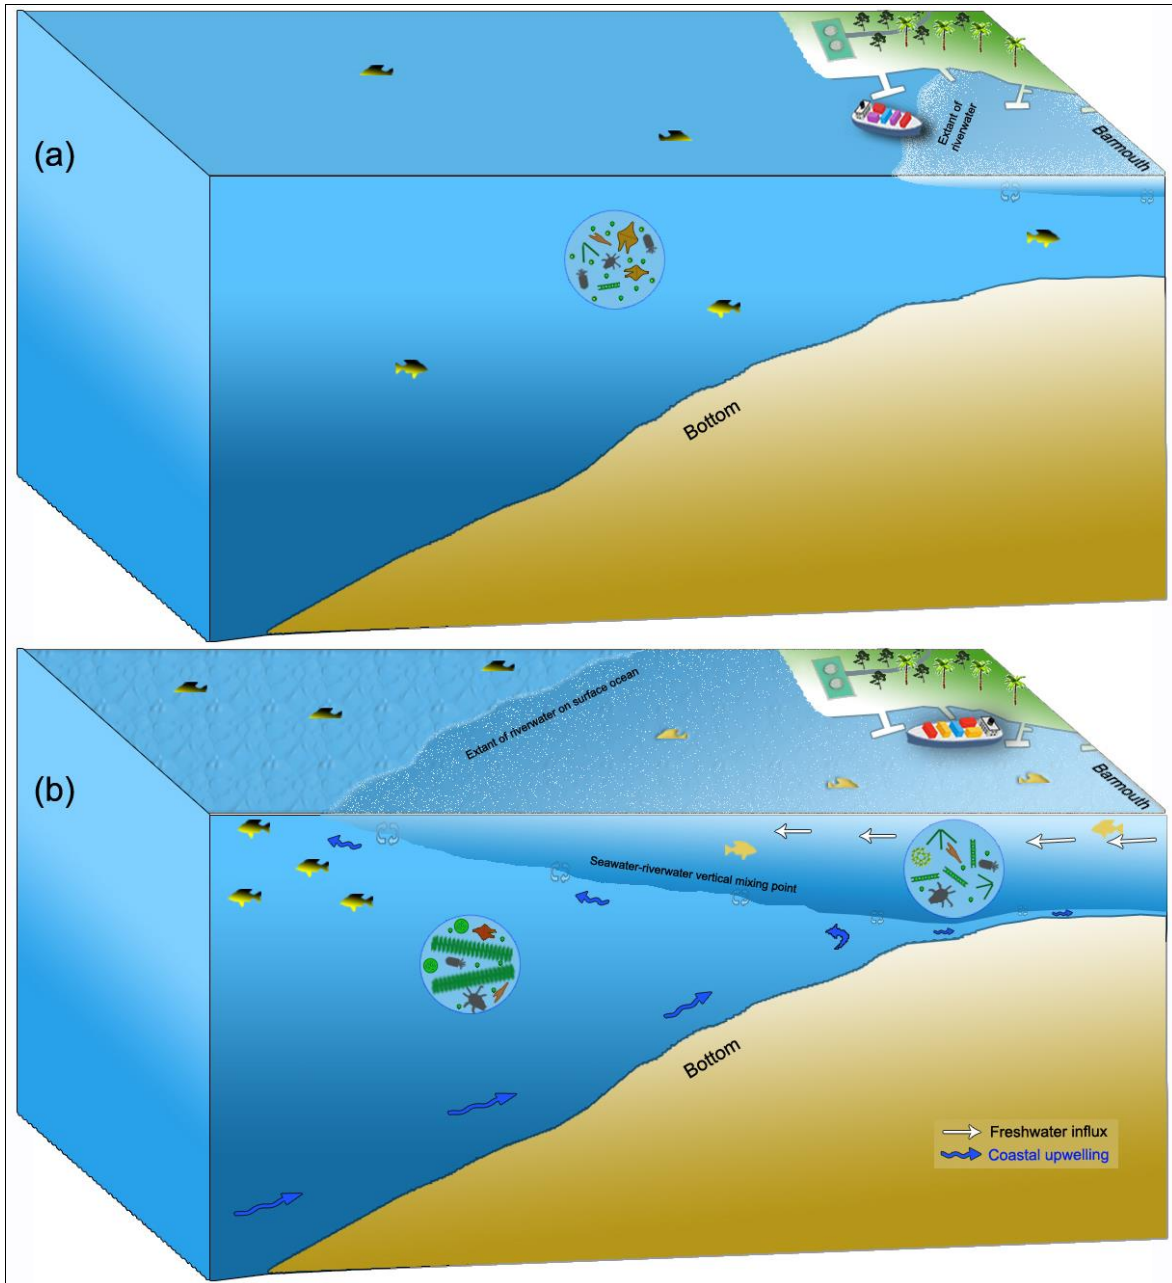 (a)
Extant of
riverwater
Barmouth
Bottom
(b)
Extant of riverwater on surface ocean
Barmouth
Seawater-riverwater vertical mixing point
Bottom
Freshwater influx
Coastal upwelling